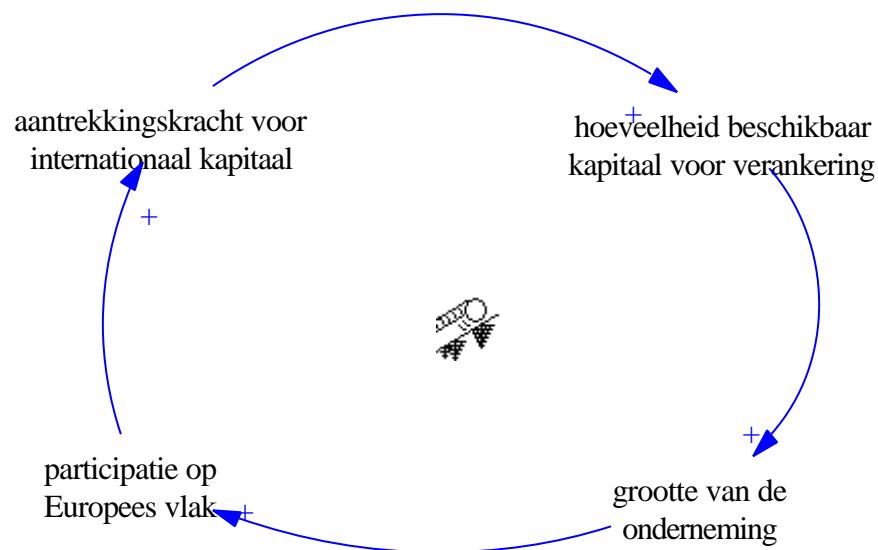 aantrekkingskracht voor
internationaal kapitaal
+
hoeveelheid beschikbaar
kapitaal voor verankering
+
+
grootte van de
onderneming
participatie op
Europees vlak
+